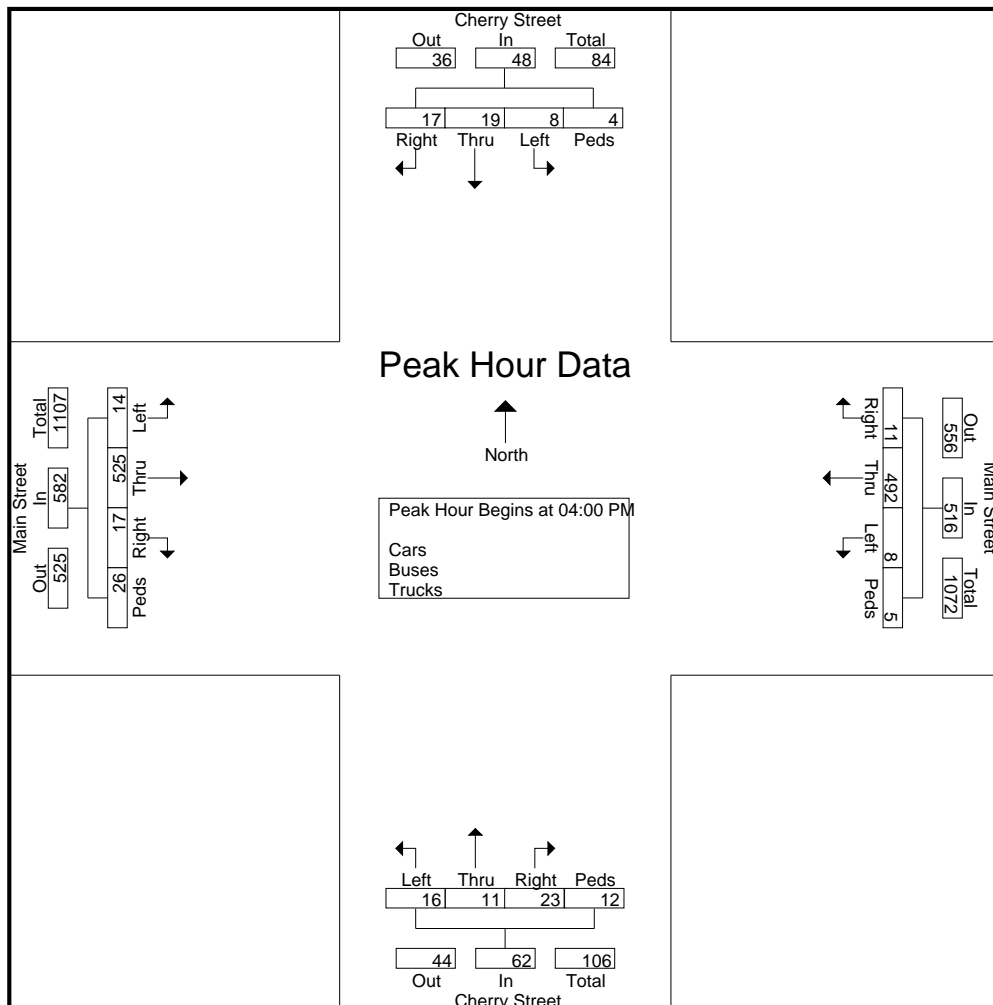 Cherry Street
Out In Total
36 48 84
17 19 8 4
Right Thru Left Peds
Peak Hour Data
North
Peak Hour Begins at 04:00 PM
Cars
Buses
Trucks
Main Street
Total In Out
1107 582 525
14 525 17 26
Left Thru Right Peds
Right Thru Left Peds
11 492 8 5
Out In Total
556 516 1072
Main Street
Left Thru Right Peds
16 11 23 12
44 62 106
Out In Total
Cherry Street